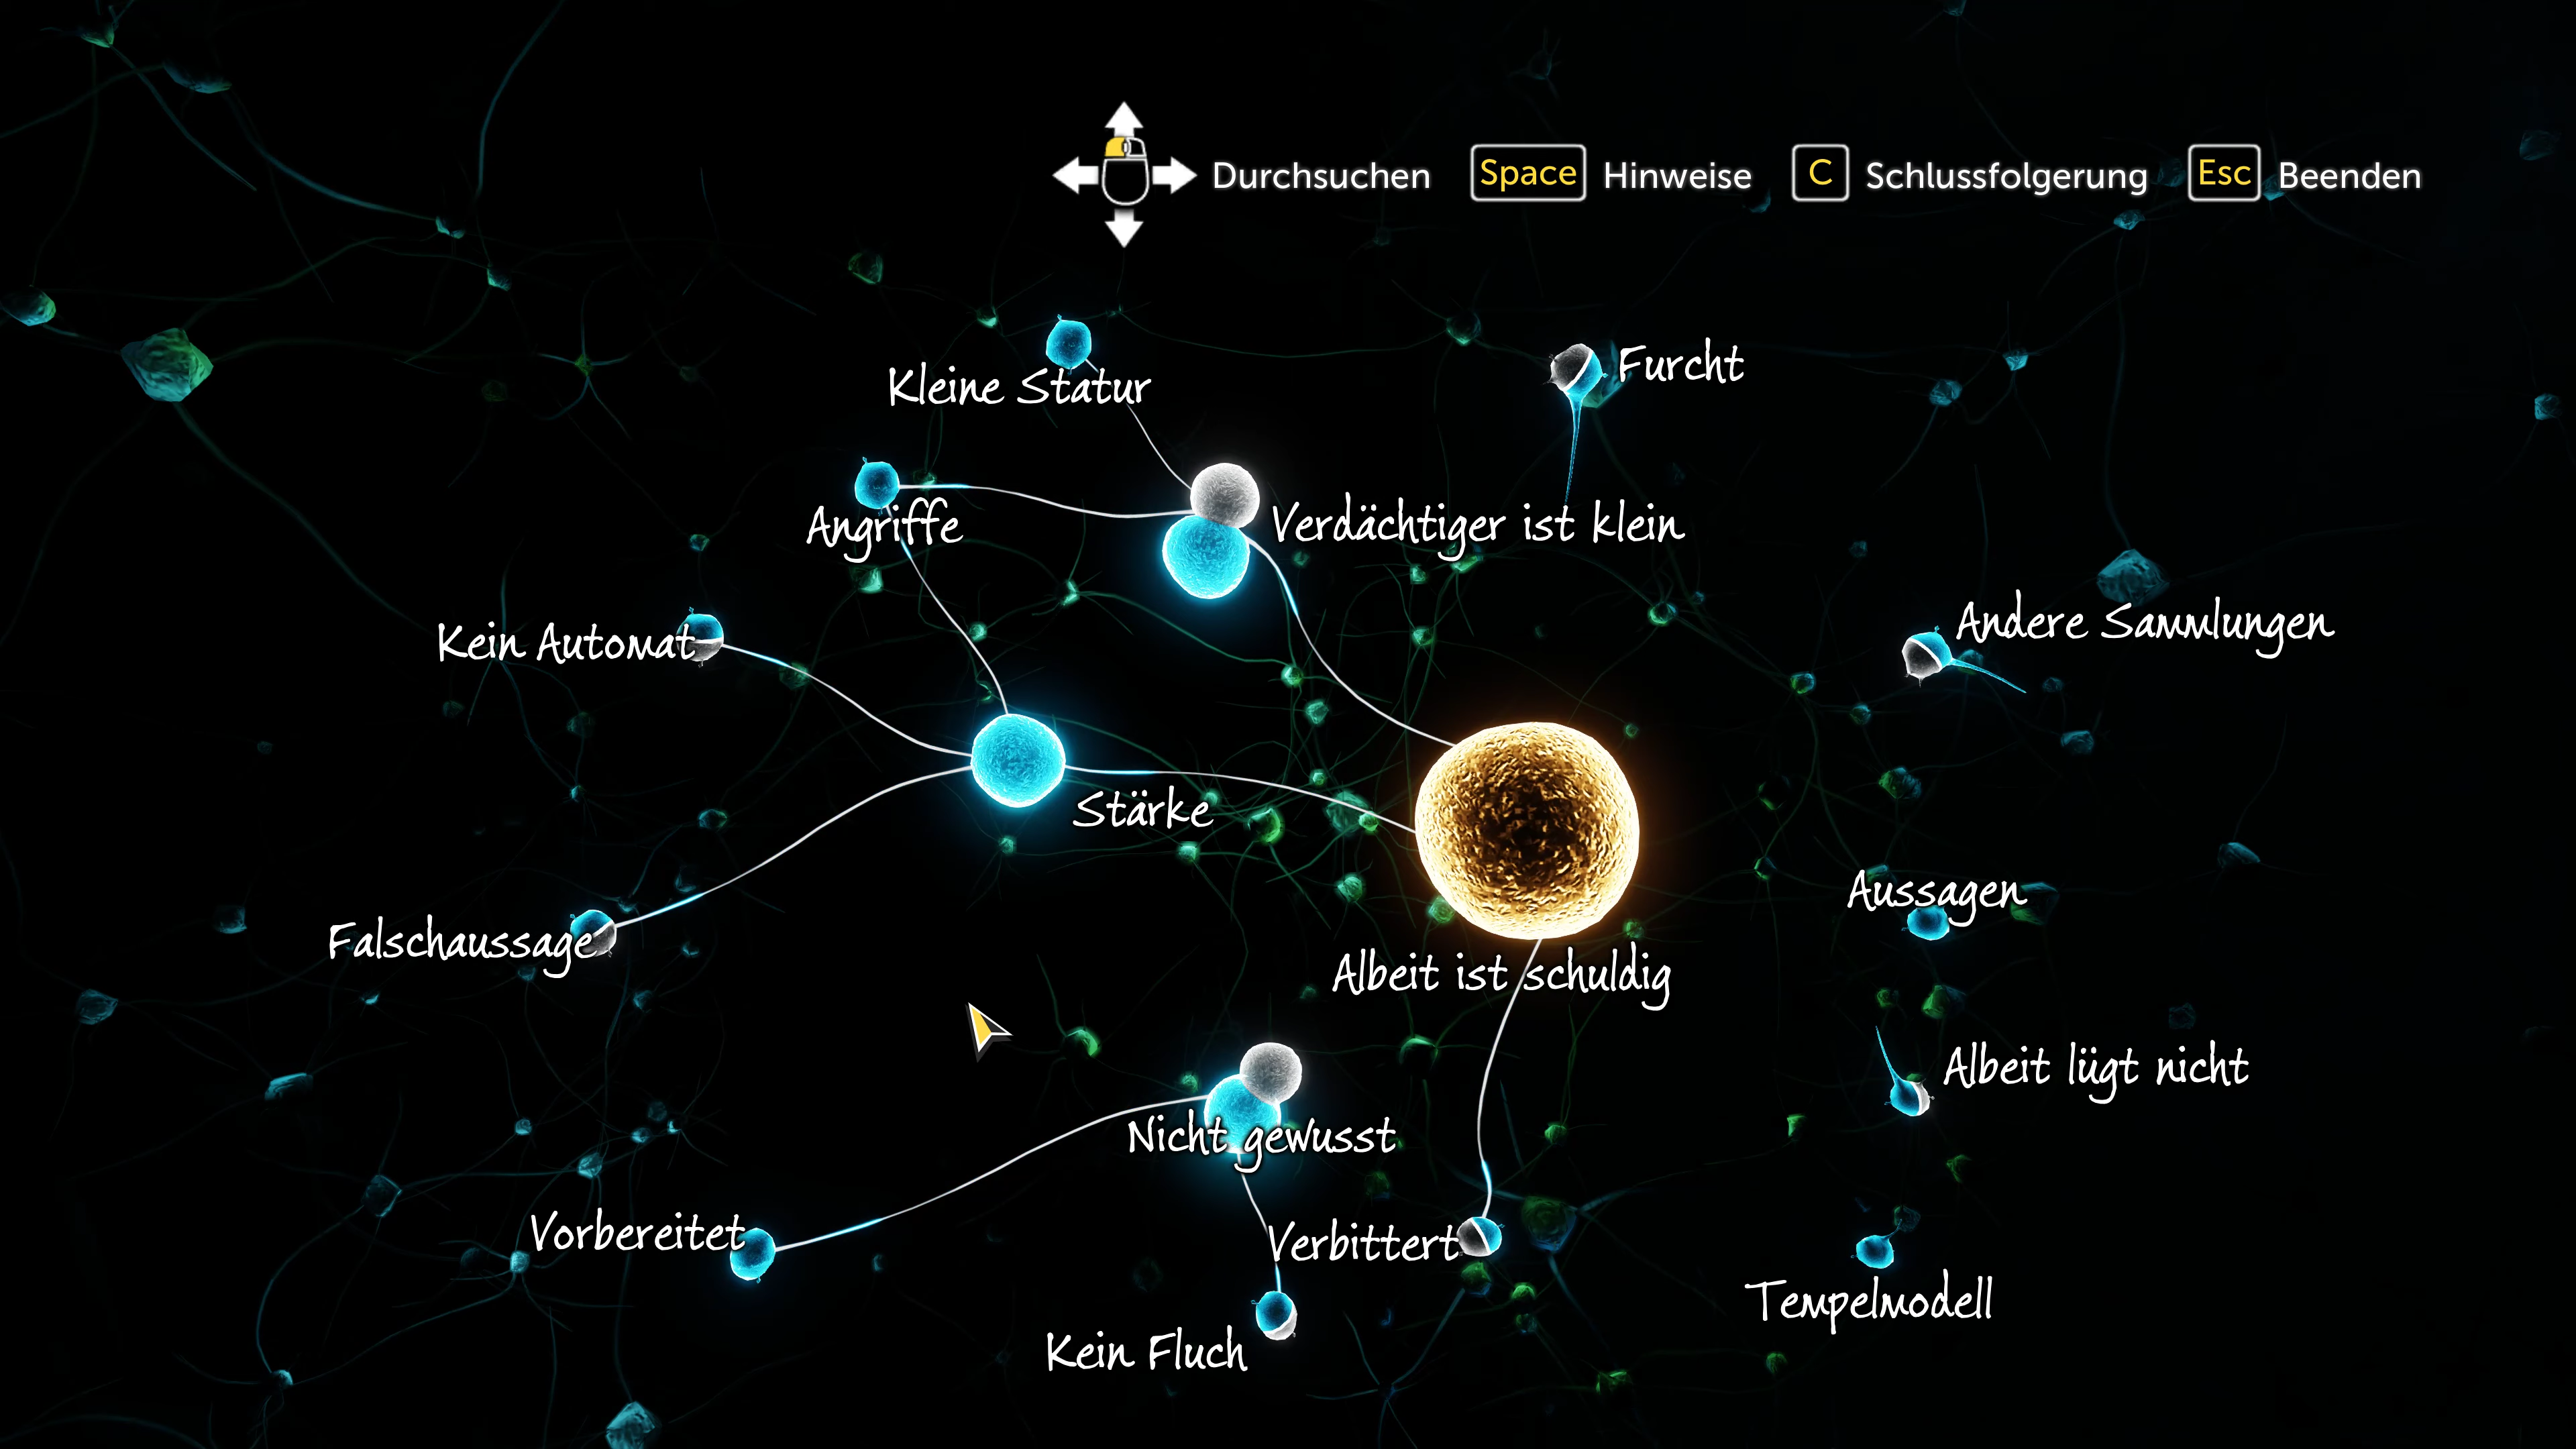 Durchsuchen
Space Hinweise
C Schlussfolgerung
Esc Beenden
Kleine Statur
Furcht
Angriffe
Verdächtiger ist klein
Kein Automat
Andere Sammlungen
Stärke
Falschaussage
Aussagen
Albeit ist schuldig
Albeit lügt nicht
Nicht gewusst
Vorbereitet
Verbittert
Tempelmodell
Kein Fluch